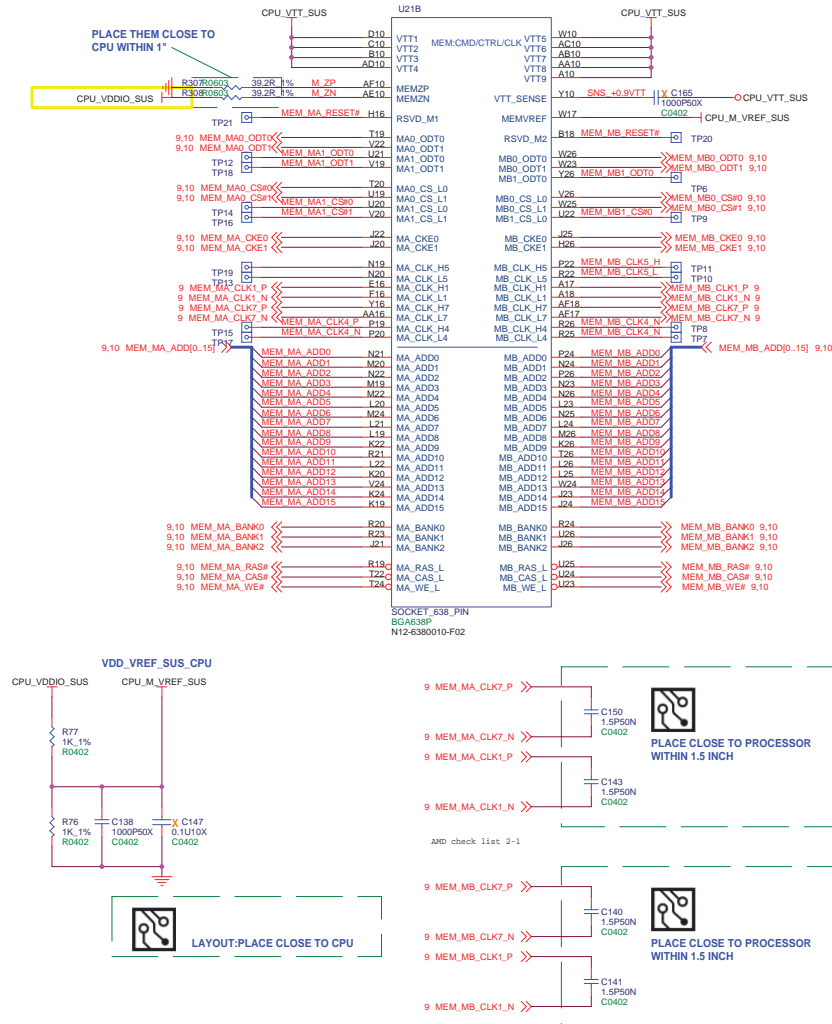 CPU_VTT_SUS
U21B
CPU_VTT_SUS
PLACE THEM CLOSE TO
CPU WITHIN 1"
MEM:CMD/CTRL/CLK
D10 VTT1 VTT5 W10
C10 VTT2 VTT6 AC10
B10 VTT3 VTT7 AB10
AD10 VTT4 VTT8 AA10
VTT9 A10
R307 R0603 39.2R_1% M_ZP AF10 MEMZP
R308 R0603 39.2R_1% M_ZN AE10 MEMZN
CPU_VDDIO_SUS
VTT_SENSE Y10 SNS_+0.9VTT X C165 CPU_VTT_SUS
1000P50X
C0402
TP21 MEM_MA_RESET# H16 RSVD_M1
MEMVREF W17 CPU_M_VREF_SUS
RSVD_M2 B18 MEM_MB_RESET# TP20
9,10 MEM_MA0_ODT0 T19 MA0_ODT0
9,10 MEM_MA0_ODT1 V22 MA0_ODT1
TP12 MEM_MA1_ODT0 U21 MA1_ODT0
TP18 MEM_MA1_ODT1 V19 MA1_ODT1
MB0_ODT0 W26 MEM_MB0_ODT0 9,10
MB0_ODT1 W23 MEM_MB0_ODT1 9,10
MB1_ODT0 Y26 MEM_MB1_ODT0 TP6
9,10 MEM_MA0_CS#0 T20 MA0_CS_L0
9,10 MEM_MA0_CS#1 U19 MA0_CS_L1
TP14 MEM_MA1_CS#0 U20 MA1_CS_L0
TP16 MEM_MA1_CS#1 V20 MA1_CS_L1
MB0_CS_L0 V26 MEM_MB0_CS#0 9,10
MB0_CS_L1 W25 MEM_MB0_CS#1 9,10
MB1_CS_L0 U22 MEM_MB1_CS#0 TP9
9,10 MEM_MA_CKE0 J22 MA_CKE0 MB_CKE0 J25 MEM_MB_CKE0 9,10
9,10 MEM_MA_CKE1 J20 MA_CKE1 MB_CKE1 H26 MEM_MB_CKE1 9,10
TP19 N19 MA_CLK_H5 MB_CLK_H5 P22 MEM_MB_CLK5_H TP11
TP13 N20 MA_CLK_L5 MB_CLK_L5 R22 MEM_MB_CLK5_L TP10
9 MEM_MA_CLK1_P E16 MA_CLK_H1 MB_CLK_H1 A17 MEM_MB_CLK1_P 9
9 MEM_MA_CLK1_N F16 MA_CLK_L1 MB_CLK_L1 A18 MEM_MB_CLK1_N 9
9 MEM_MA_CLK7_P Y16 MA_CLK_H7 MB_CLK_H7 AF18 MEM_MB_CLK7_P 9
9 MEM_MA_CLK7_N AA16 MA_CLK_L7 MB_CLK_L7 AF17 MEM_MB_CLK7_N 9
TP15 MEM_MA_CLK4_P P19 MA_CLK_H4 MB_CLK_H4 R26 MEM_MB_CLK4_N TP8
TP17 MEM_MA_CLK4_N P20 MA_CLK_L4 MB_CLK_L4 R25 MEM_MB_CLK4_N TP7
9,10 MEM_MA_ADD[0..15] MEM_MB_ADD[0..15] 9,10
MEM_MA_ADD0 N21 MA_ADD0 MB_ADD0 P24 MEM_MB_ADD0
MEM_MA_ADD1 M20 MA_ADD1 MB_ADD1 N24 MEM_MB_ADD1
MEM_MA_ADD2 N22 MA_ADD2 MB_ADD2 P26 MEM_MB_ADD2
MEM_MA_ADD3 M19 MA_ADD3 MB_ADD3 N23 MEM_MB_ADD3
MEM_MA_ADD4 M22 MA_ADD4 MB_ADD4 N26 MEM_MB_ADD4
MEM_MA_ADD5 L20 MA_ADD5 MB_ADD5 L23 MEM_MB_ADD5
MEM_MA_ADD6 M24 MA_ADD6 MB_ADD6 N25 MEM_MB_ADD6
MEM_MA_ADD7 L21 MA_ADD7 MB_ADD7 L24 MEM_MB_ADD7
MEM_MA_ADD8 L19 MA_ADD8 MB_ADD8 M26 MEM_MB_ADD8
MEM_MA_ADD9 K22 MA_ADD9 MB_ADD9 K26 MEM_MB_ADD9
MEM_MA_ADD10 R21 MA_ADD10 MB_ADD10 T26 MEM_MB_ADD10
MEM_MA_ADD11 L22 MA_ADD11 MB_ADD11 L26 MEM_MB_ADD11
MEM_MA_ADD12 K20 MA_ADD12 MB_ADD12 L25 MEM_MB_ADD12
MEM_MA_ADD13 V24 MA_ADD13 MB_ADD13 W24 MEM_MB_ADD13
MEM_MA_ADD14 K24 MA_ADD14 MB_ADD14 J23 MEM_MB_ADD14
MEM_MA_ADD15 K19 MA_ADD15 MB_ADD15 J24 MEM_MB_ADD15
9,10 MEM_MA_BANK0 R20 MA_BANK0 MB_BANK0 R24 MEM_MB_BANK0 9,10
9,10 MEM_MA_BANK1 R23 MA_BANK1 MB_BANK1 U26 MEM_MB_BANK1 9,10
9,10 MEM_MA_BANK2 J21 MA_BANK2 MB_BANK2 J26 MEM_MB_BANK2 9,10
9,10 MEM_MA_RAS# R19 MA_RAS_L MB_RAS_L U25 MEM_MB_RAS# 9,10
9,10 MEM_MA_CAS# T22 MA_CAS_L MB_CAS_L U24 MEM_MB_CAS# 9,10
9,10 MEM_MA_WE# T24 MA_WE_L MB_WE_L U23 MEM_MB_WE# 9,10
SOCKET_638_PIN
BGA638P
N12-6380010-F02
VDD_VREF_SUS_CPU
CPU_VDDIO_SUS CPU_M_VREF_SUS
R77
1K_1%
R0402
R76 C138 X C147
1K_1% 1000P50X 0.1U10X
R0402 C0402 C0402
LAYOUT:PLACE CLOSE TO CPU
9 MEM_MA_CLK7_P
C150
1.5P50N
C0402
9 MEM_MA_CLK7_N
PLACE CLOSE TO PROCESSOR
WITHIN 1.5 INCH
9 MEM_MA_CLK1_P
C143
1.5P50N
C0402
9 MEM_MA_CLK1_N
AMD check list 2-1
9 MEM_MB_CLK7_P
C140
1.5P50N
C0402
9 MEM_MB_CLK7_N
PLACE CLOSE TO PROCESSOR
WITHIN 1.5 INCH
9 MEM_MB_CLK1_P
C141
1.5P50N
C0402
9 MEM_MB_CLK1_N